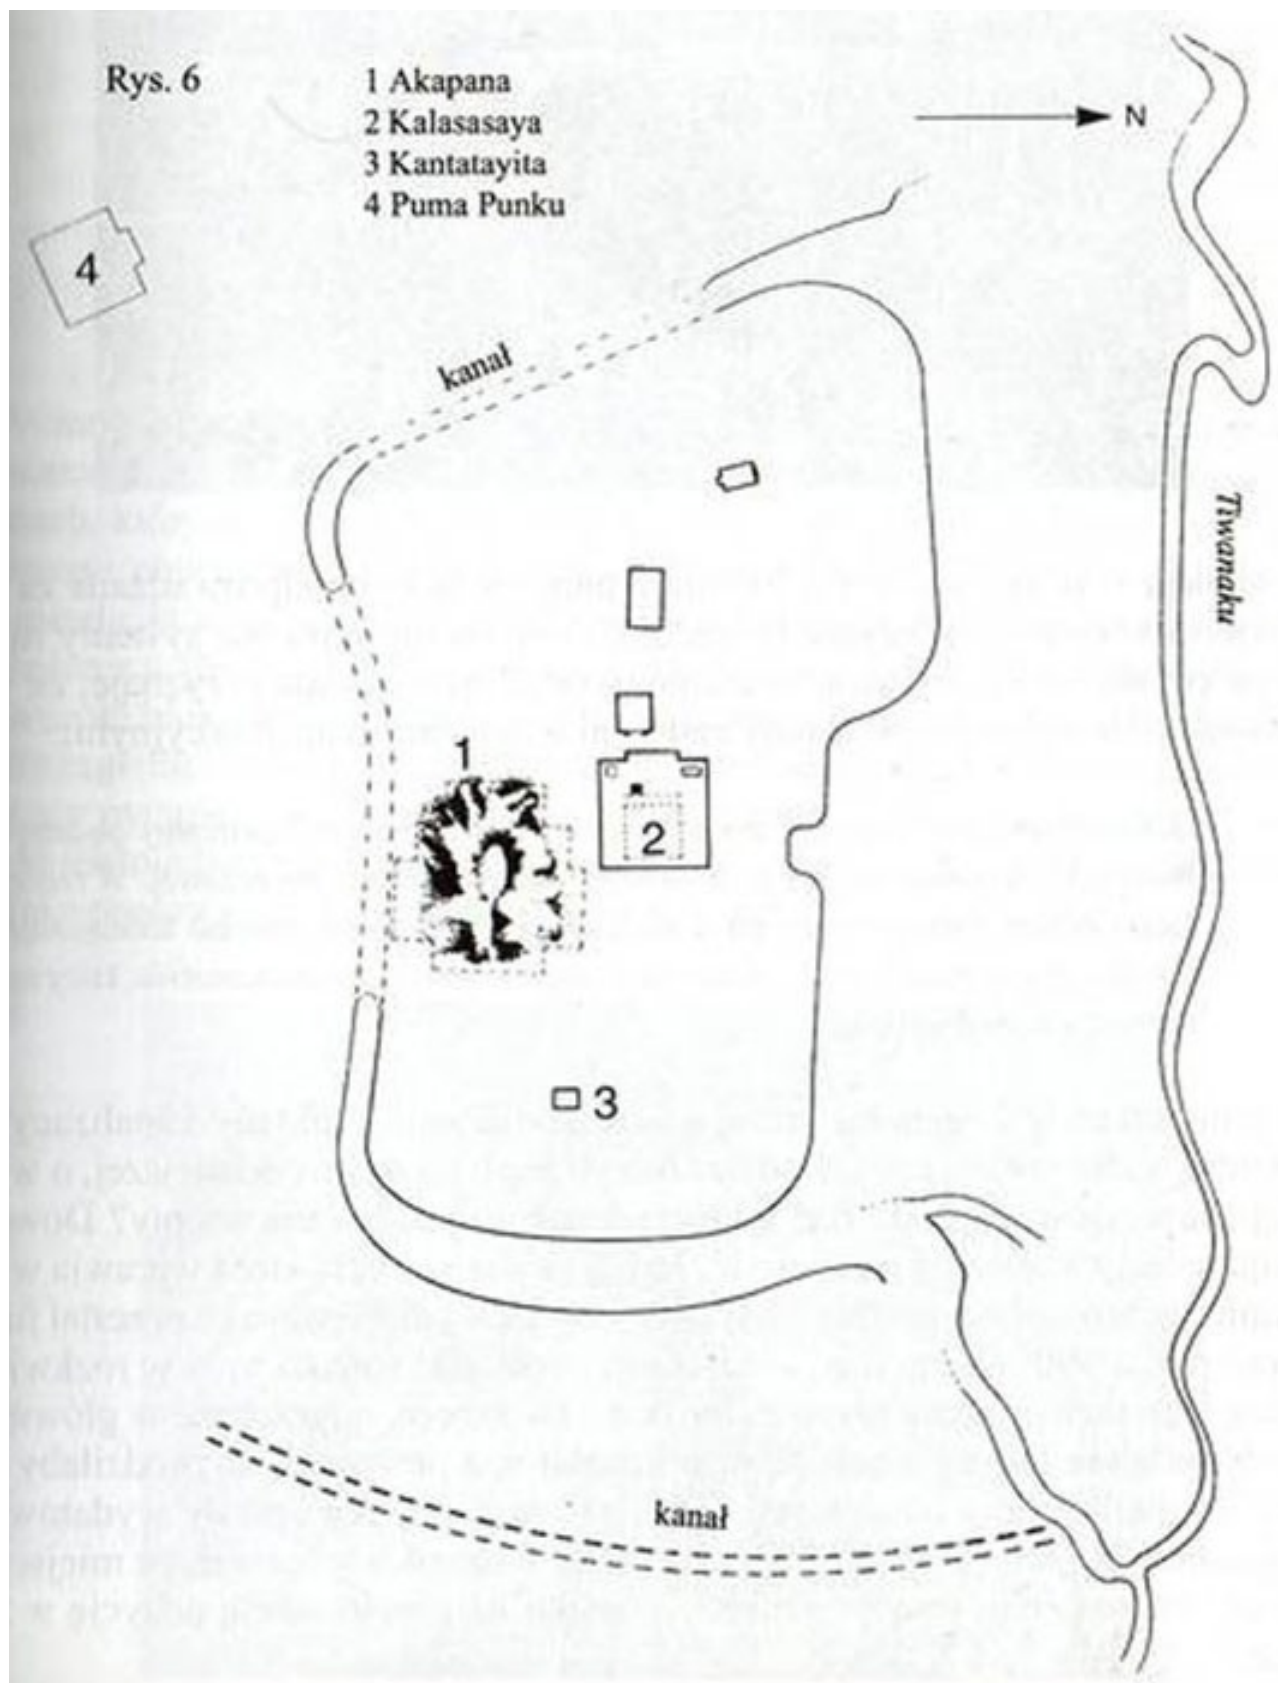 Rys. 6
1 Akapana
2 Kalasasaya
3 Kantatayita
4 Puma Punku
N
4
kanał
Tiwanaku
1
2
3
kanał